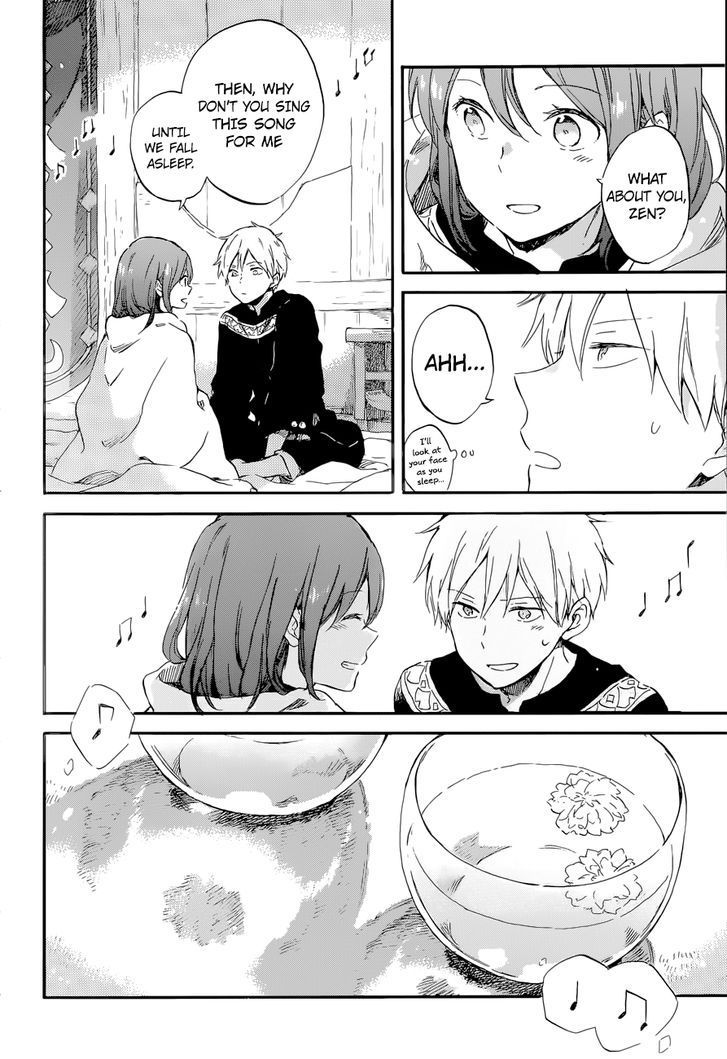 WHAT
ABOUT YOU,
ZEN?
AHH...
I'll
look at
your face
as you
sleep...
THEN, WHY
DON'T YOU SING
THIS SONG
FOR ME
UNTIL
WE FALL
ASLEEP.